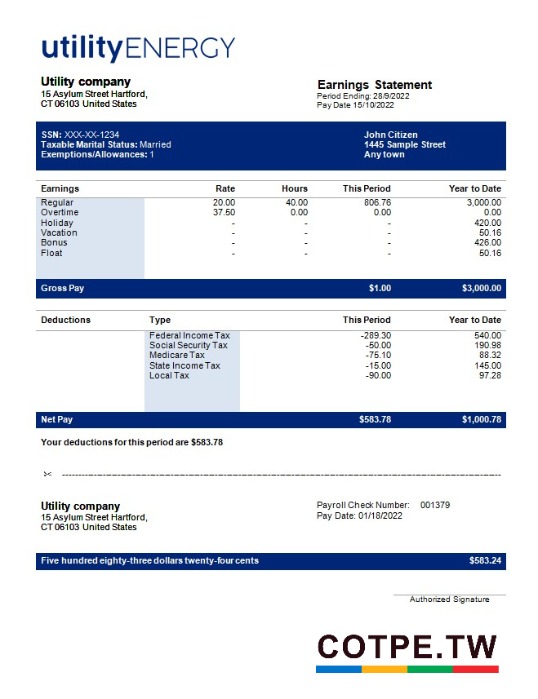 utilityENERGY
Utility company
15 Asylum Street Hartford,
CT 06103 United States
Earnings Statement
Period Ending: 28/9/2022
Pay Date 15/10/2022
SSN: XXX-XX-1234
Taxable Marital Status: Married
Exemptions/Allowances: 1
John Citizen
1445 Sample Street
Any town
Earnings Rate Hours This Period Year to Date
Regular 20.00 40.00 806.76 3,000.00
Overtime 37.50 0.00 0.00 0.00
Holiday - - - 420.00
Vacation - - - 50.16
Bonus - - - 426.00
Float - - - 50.16
Gross Pay $1.00 $3,000.00
Deductions Type This Period Year to Date
Federal Income Tax -289.30 540.00
Social Security Tax -50.00 190.98
Medicare Tax -76.10 88.32
State Income Tax -15.00 145.00
Local Tax -90.00 97.28
Net Pay $583.78 $1,000.78
Your deductions for this period are $583.78
Utility company
15 Asylum Street Hartford,
CT 06103 United States
Payroll Check Number: 001379
Pay Date: 01/18/2022
Five hundred eighty-three dollars twenty-four cents $583.24
Authorized Signature
COTPE.TW